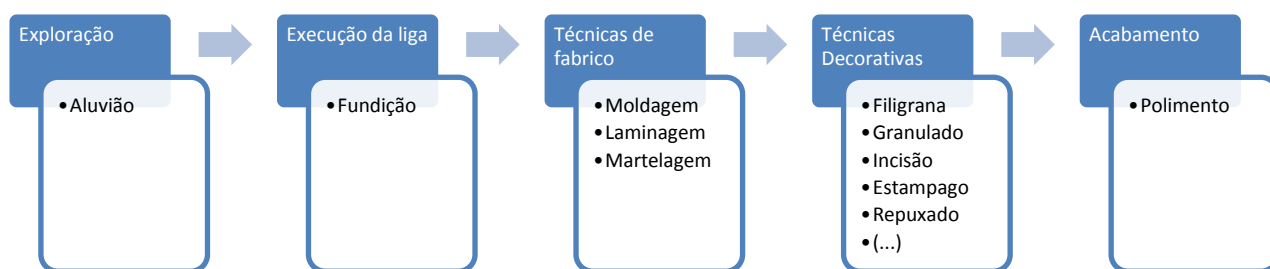 Exploração
•Aluvião
Execução da liga
•Fundição
Técnicas de
fabrico
•Moldagem
•Laminagem
•Martelagem
Técnicas
Decorativas
•Filigrana
•Granulado
•Incisão
•Estampago
•Repuxado
•(...)
Acabamento
•Polimento